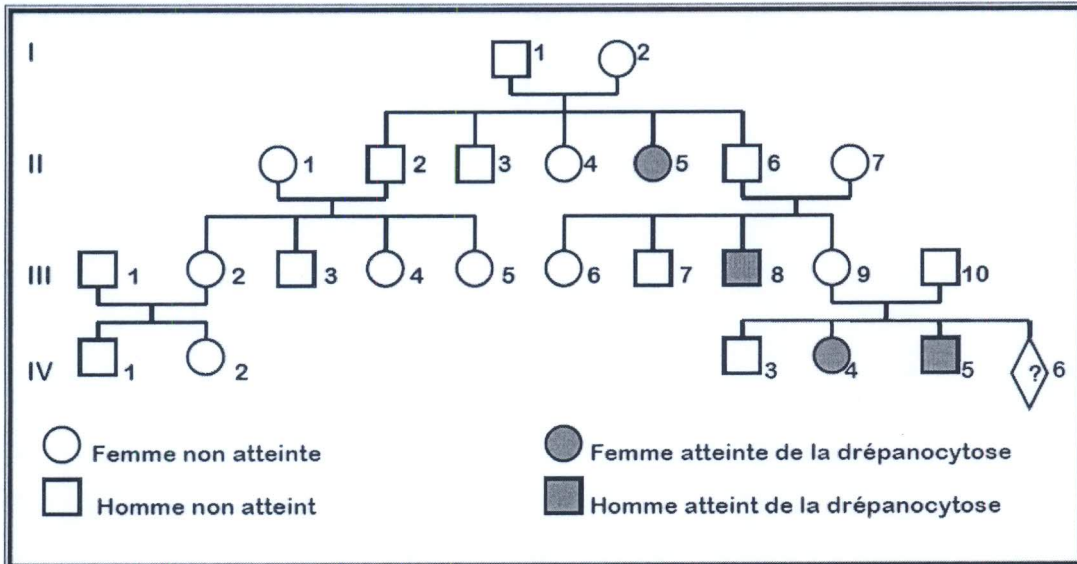 I 1 2
II 1 2 3 4 5 6 7
III 1 2 3 4 5 6 7 8 9 10
IV 1 2 3 4 5 ? 6
Femme non atteinte
Femme atteinte de la drépanocytose
Homme non atteint
Homme atteint de la drépanocytose